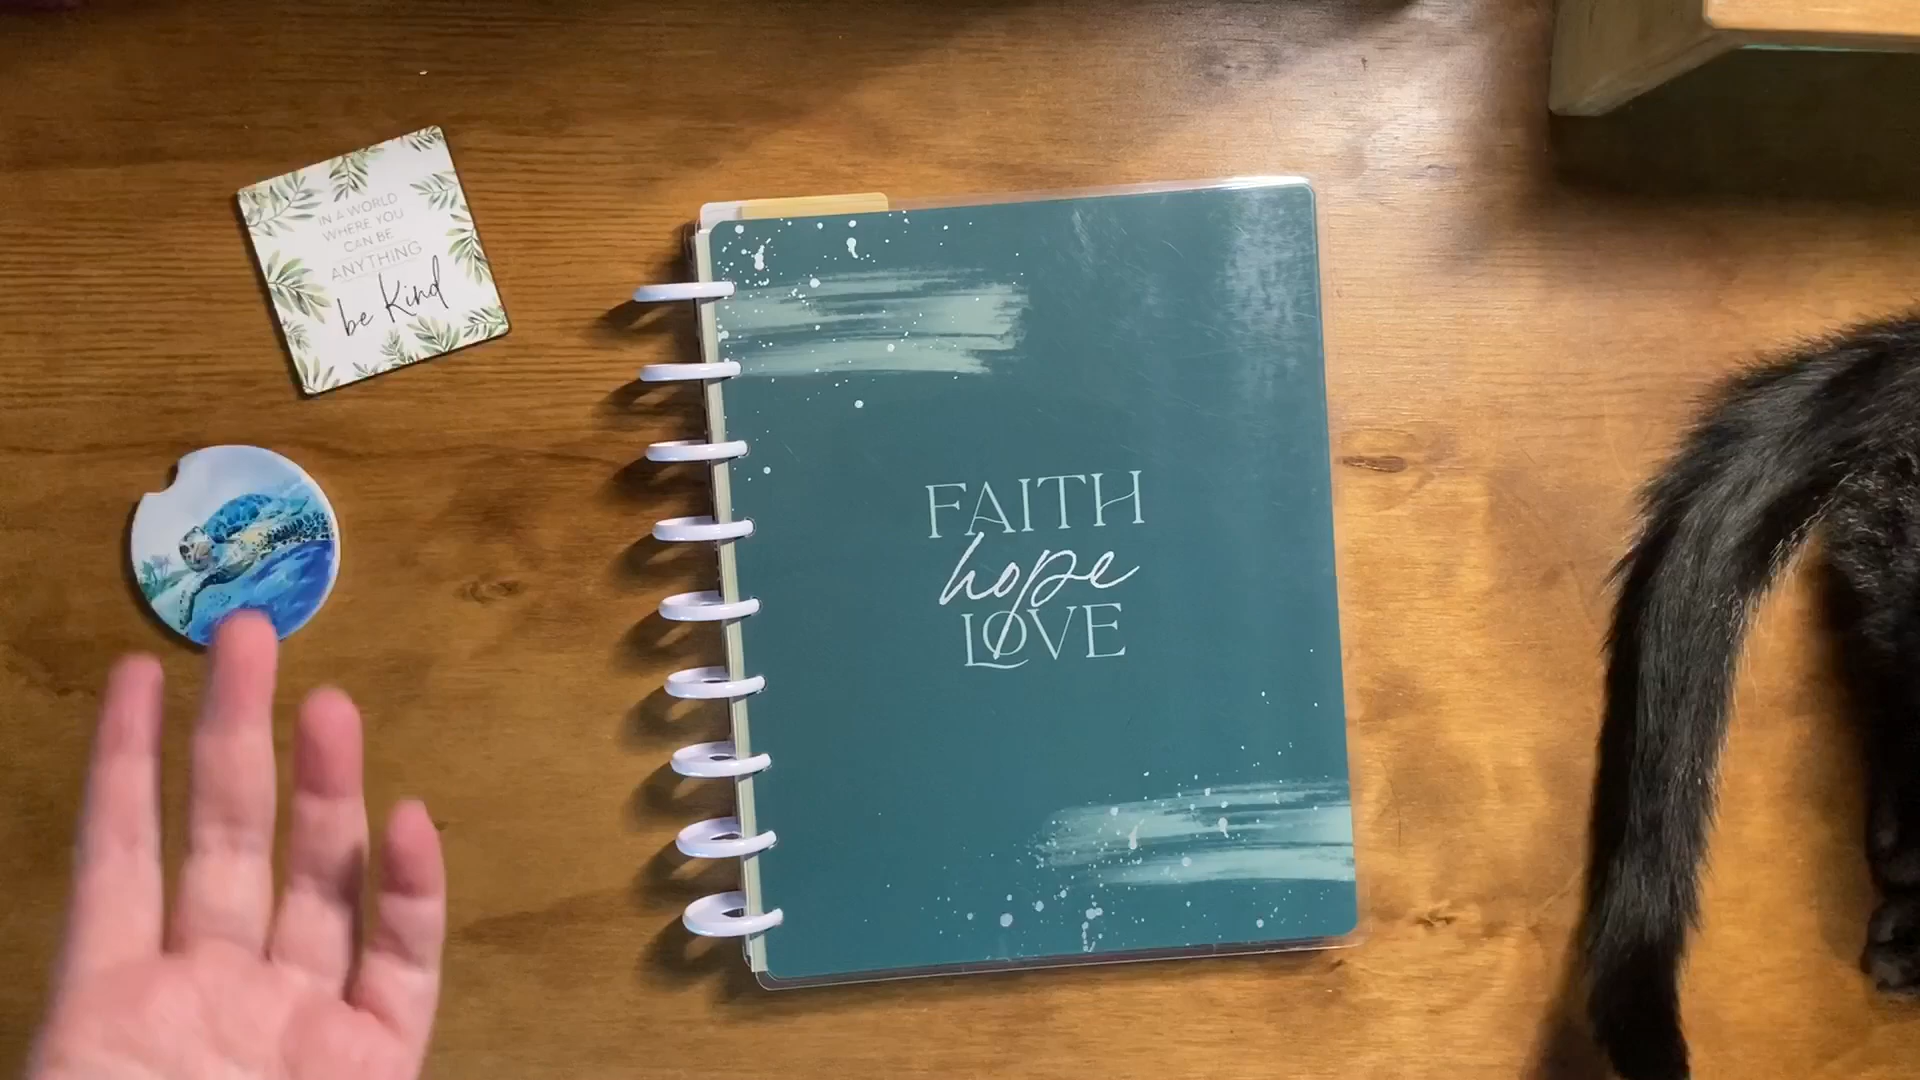 IN A WORLD
WHERE YOU
CAN BE
ANYTHING
be Kind
FAITH
hope
LOVE